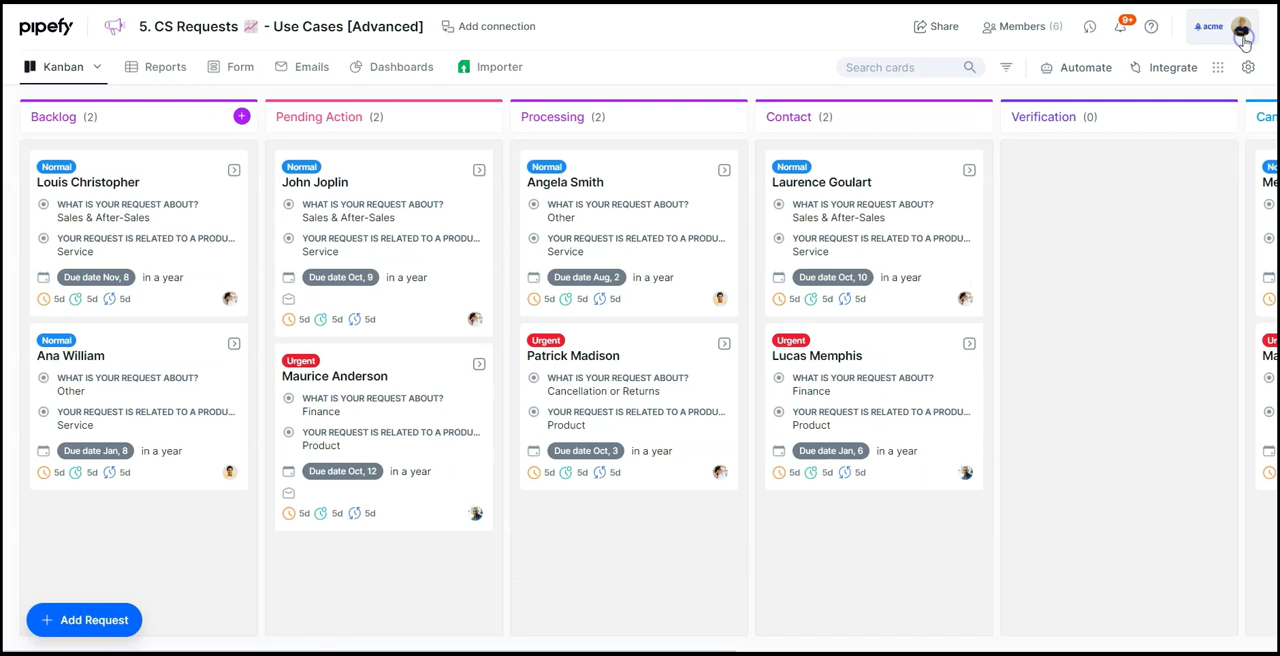 pipefy
5. CS Requests 📈 - Use Cases [Advanced]
Add connection
Share
Members (6)
9+
acme
Kanban
Reports
Form
Emails
Dashboards
Importer
Search cards
Automate
Integrate
Backlog (2)
Normal
Louis Christopher
WHAT IS YOUR REQUEST ABOUT?
Sales & After-Sales
YOUR REQUEST IS RELATED TO A PRODU...
Service
Due date Nov, 8 in a year
5d 5d 5d
Normal
Ana William
WHAT IS YOUR REQUEST ABOUT?
Other
YOUR REQUEST IS RELATED TO A PRODU...
Service
Due date Jan, 8 in a year
5d 5d 5d
Pending Action (2)
Normal
John Joplin
WHAT IS YOUR REQUEST ABOUT?
Sales & After-Sales
YOUR REQUEST IS RELATED TO A PRODU...
Service
Due date Oct, 9 in a year
5d 5d 5d
Urgent
Maurice Anderson
WHAT IS YOUR REQUEST ABOUT?
Finance
YOUR REQUEST IS RELATED TO A PRODU...
Product
Due date Oct, 12 in a year
5d 5d 5d
Processing (2)
Normal
Angela Smith
WHAT IS YOUR REQUEST ABOUT?
Other
YOUR REQUEST IS RELATED TO A PRODU...
Service
Due date Aug, 2 in a year
5d 5d 5d
Urgent
Patrick Madison
WHAT IS YOUR REQUEST ABOUT?
Cancellation or Returns
YOUR REQUEST IS RELATED TO A PRODU...
Product
Due date Oct, 3 in a year
5d 5d 5d
Contact (2)
Normal
Laurence Goulart
WHAT IS YOUR REQUEST ABOUT?
Sales & After-Sales
YOUR REQUEST IS RELATED TO A PRODU...
Service
Due date Oct, 10 in a year
5d 5d 5d
Urgent
Lucas Memphis
WHAT IS YOUR REQUEST ABOUT?
Finance
YOUR REQUEST IS RELATED TO A PRODU...
Product
Due date Jan, 6 in a year
5d 5d 5d
Verification (0)
Add Request